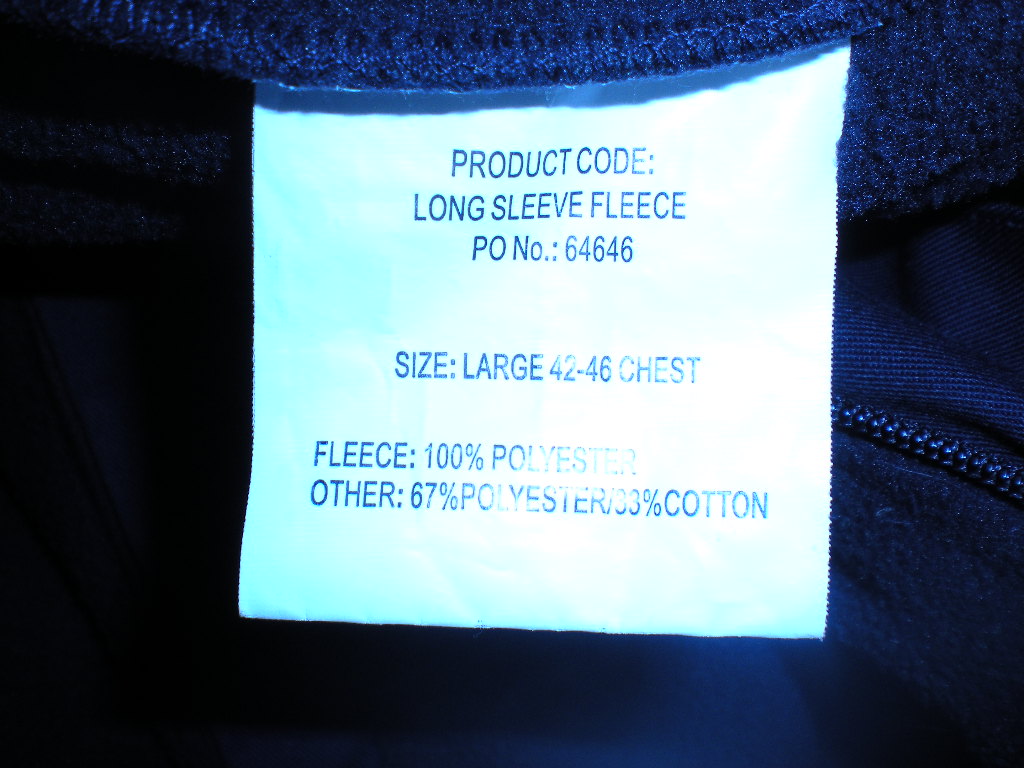 PRODUCT CODE:
LONG SLEEVE FLEECE
PO No.: 64646
SIZE: LARGE 42-46 CHEST
FLEECE: 100% POLYESTER
OTHER: 67%POLYESTER/33%COTTON